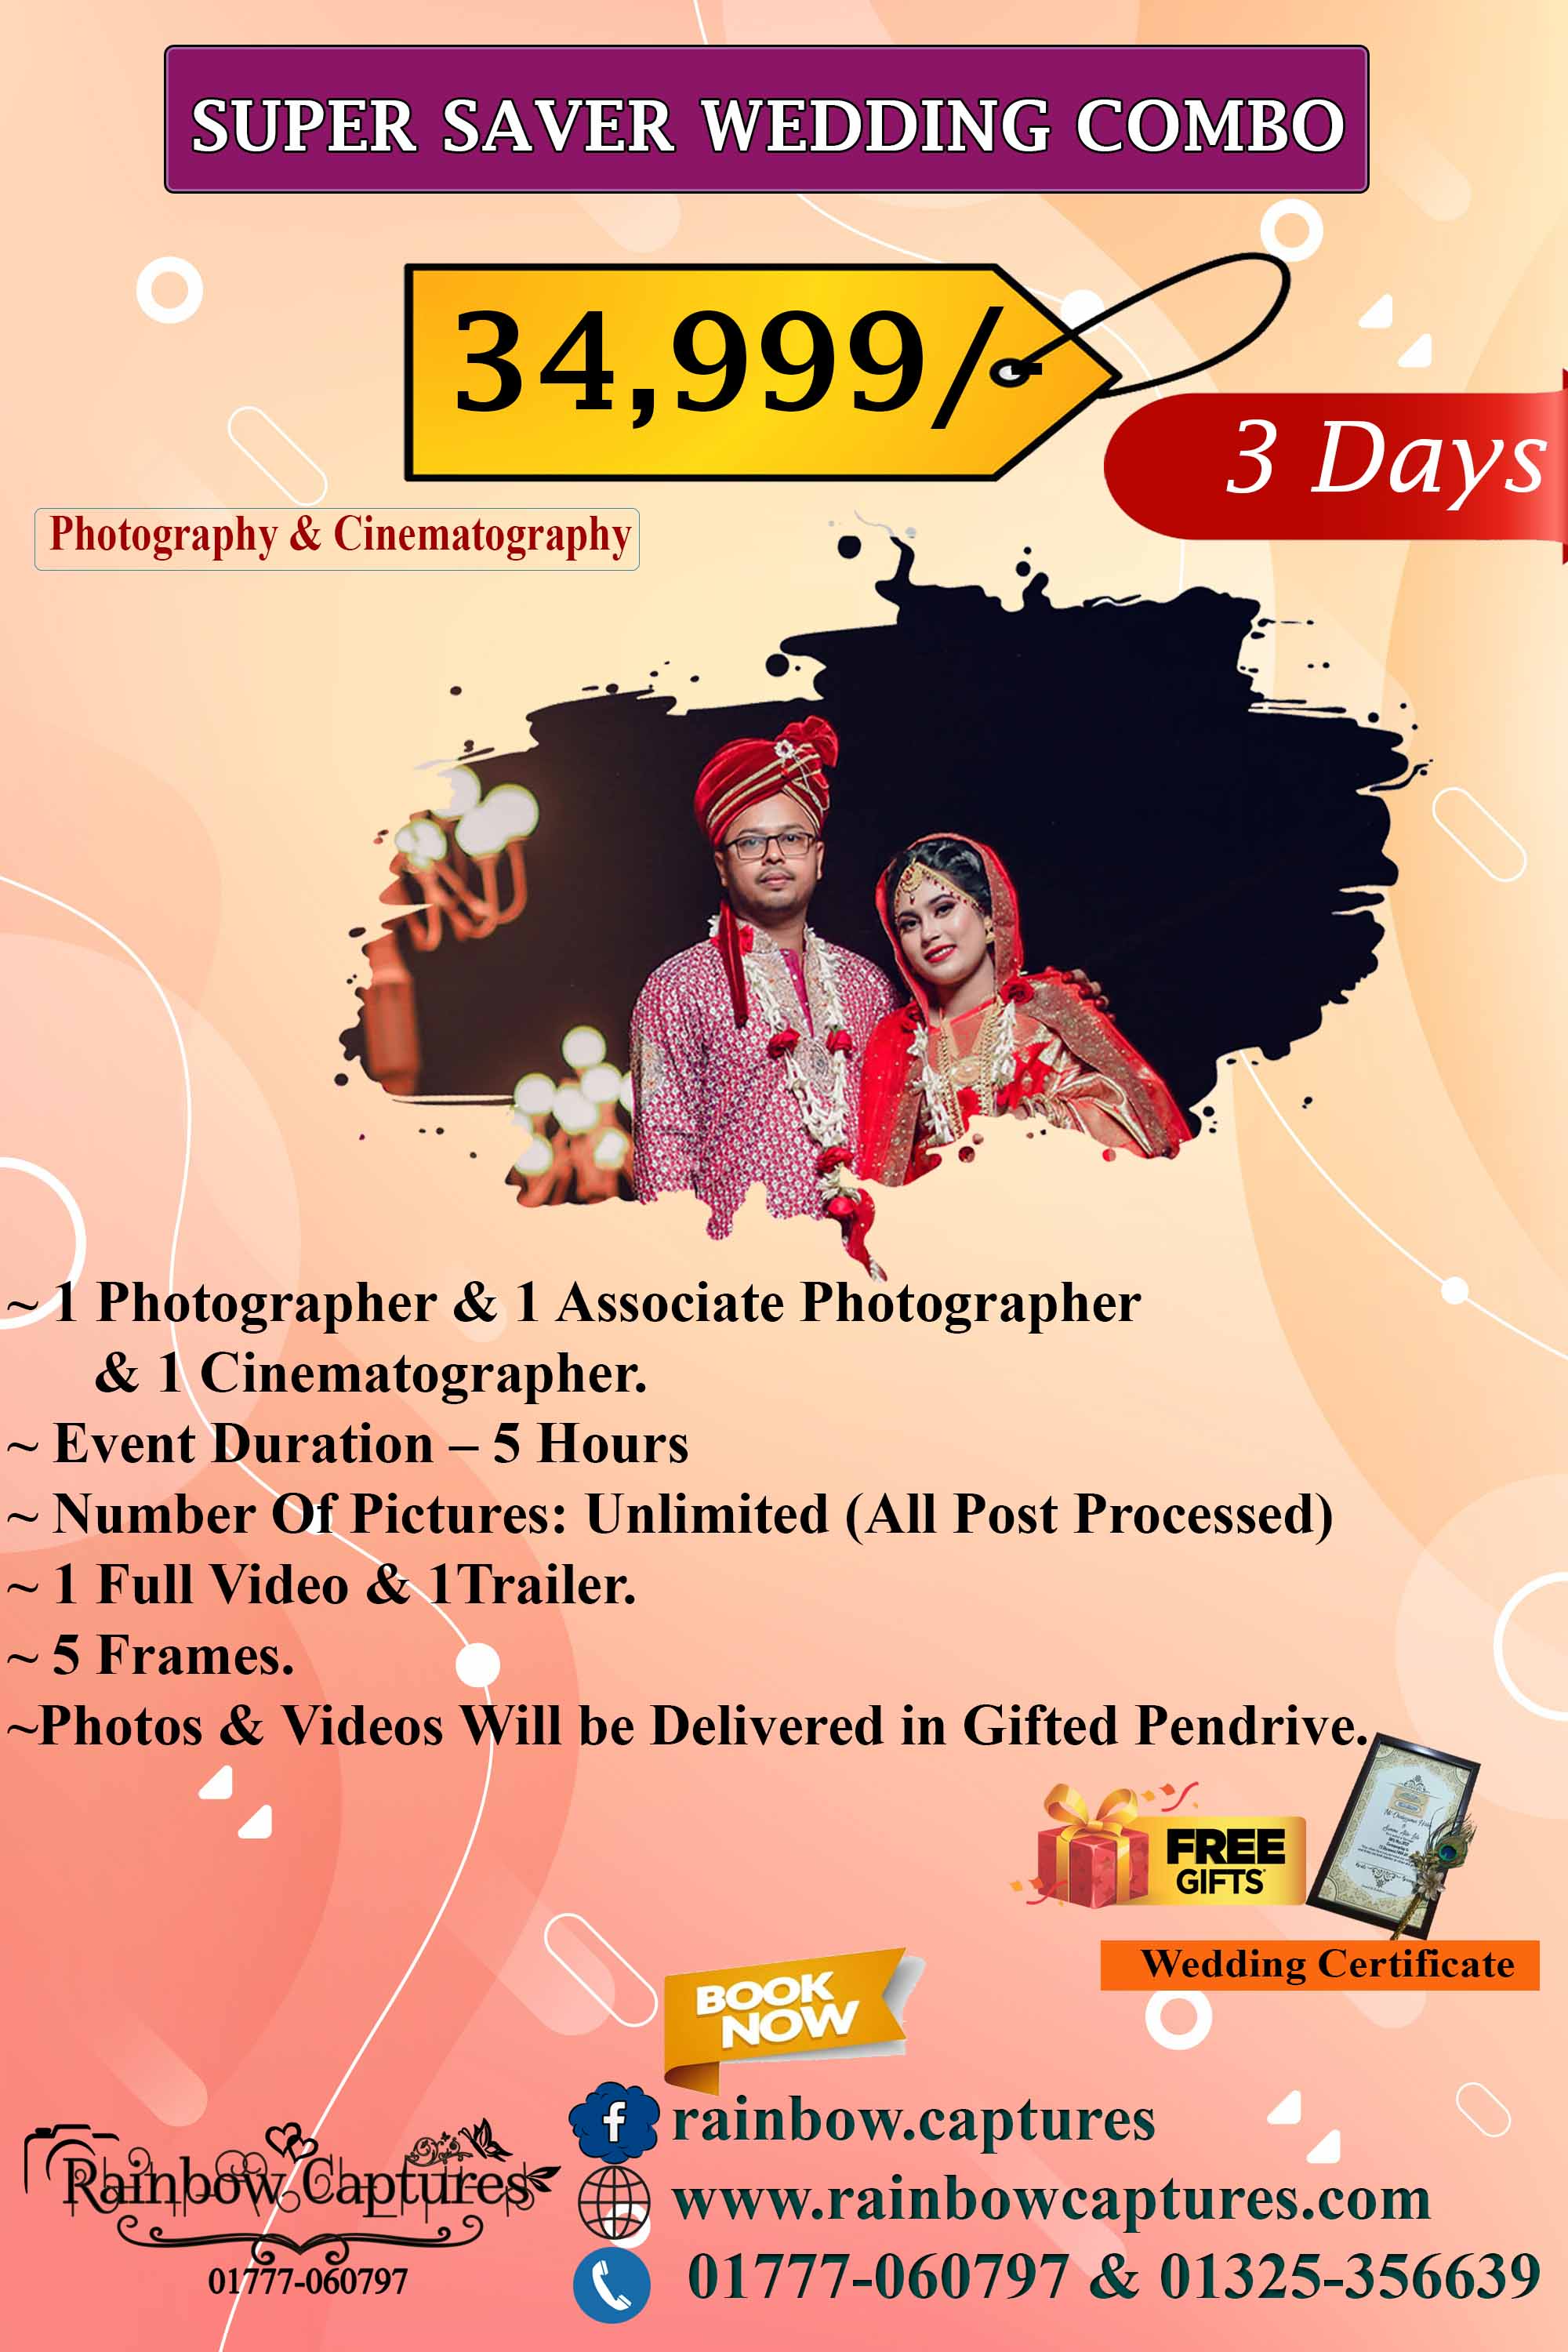 SUPER SAVER WEDDING COMBO
34,999/-
3 Days
Photography & Cinematography
~ 1 Photographer & 1 Associate Photographer
& 1 Cinematographer.
~ Event Duration – 5 Hours
~ Number Of Pictures: Unlimited (All Post Processed)
~ 1 Full Video & 1Trailer.
~ 5 Frames.
~Photos & Videos Will be Delivered in Gifted Pendrive.
FREE
GIFTS
Wedding Certificate
BOOK
NOW
rainbow.captures
www.rainbowcaptures.com
01777-060797 & 01325-356639
Rainbow Captures
01777-060797